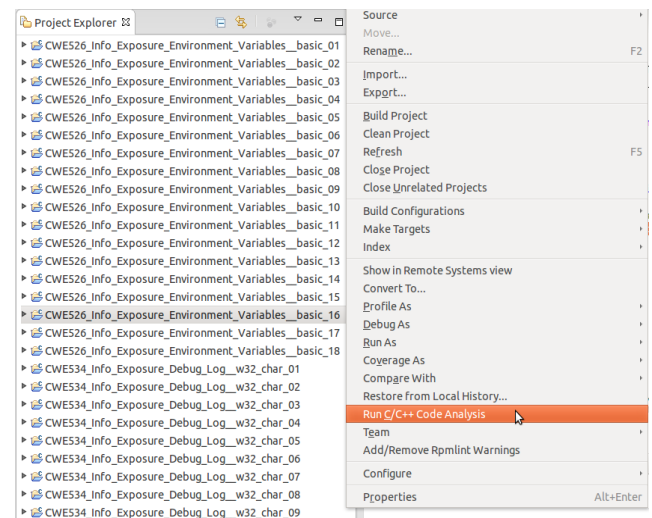 Project Explorer
CWE526_Info_Exposure_Environment_Variables__basic_01
CWE526_Info_Exposure_Environment_Variables__basic_02
CWE526_Info_Exposure_Environment_Variables__basic_03
CWE526_Info_Exposure_Environment_Variables__basic_04
CWE526_Info_Exposure_Environment_Variables__basic_05
CWE526_Info_Exposure_Environment_Variables__basic_06
CWE526_Info_Exposure_Environment_Variables__basic_07
CWE526_Info_Exposure_Environment_Variables__basic_08
CWE526_Info_Exposure_Environment_Variables__basic_09
CWE526_Info_Exposure_Environment_Variables__basic_10
CWE526_Info_Exposure_Environment_Variables__basic_11
CWE526_Info_Exposure_Environment_Variables__basic_12
CWE526_Info_Exposure_Environment_Variables__basic_13
CWE526_Info_Exposure_Environment_Variables__basic_14
CWE526_Info_Exposure_Environment_Variables__basic_15
CWE526_Info_Exposure_Environment_Variables__basic_16
CWE526_Info_Exposure_Environment_Variables__basic_17
CWE526_Info_Exposure_Environment_Variables__basic_18
CWE534_Info_Exposure_Debug_Log__w32_char_01
CWE534_Info_Exposure_Debug_Log__w32_char_02
CWE534_Info_Exposure_Debug_Log__w32_char_03
CWE534_Info_Exposure_Debug_Log__w32_char_04
CWE534_Info_Exposure_Debug_Log__w32_char_05
CWE534_Info_Exposure_Debug_Log__w32_char_06
CWE534_Info_Exposure_Debug_Log__w32_char_07
CWE534_Info_Exposure_Debug_Log__w32_char_08
CWE534_Info_Exposure_Debug_Log__w32_char_09
Source
Move...
Rename... F2
Import...
Export...
Build Project
Clean Project
Refresh F5
Close Project
Close Unrelated Projects
Build Configurations
Make Targets
Index
Show in Remote Systems view
Convert To...
Profile As
Debug As
Run As
Coverage As
Compare With
Restore from Local History...
Run C/C++ Code Analysis
Team
Add/Remove Rpmlint Warnings
Configure
Properties Alt+Enter